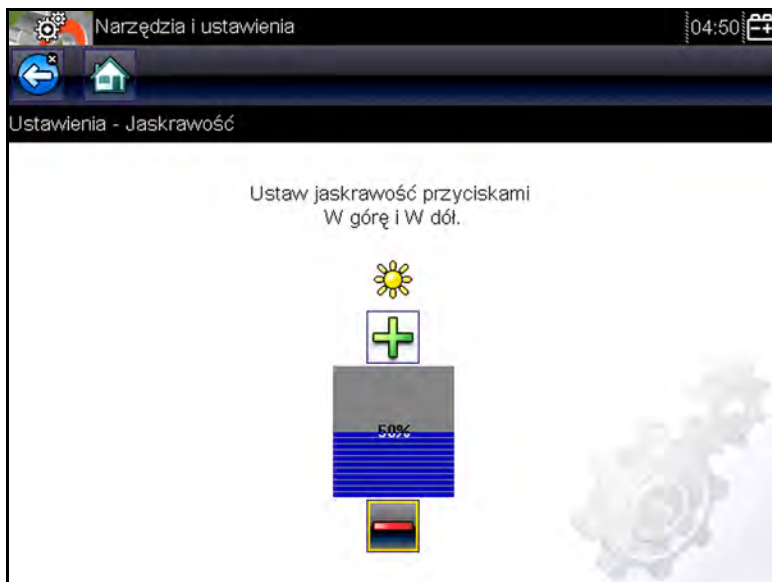 Narzędzia i ustawienia
04:50
Ustawienia - Jaskrawość
Ustaw jaskrawość przyciskami
W górę i W dół.
50%